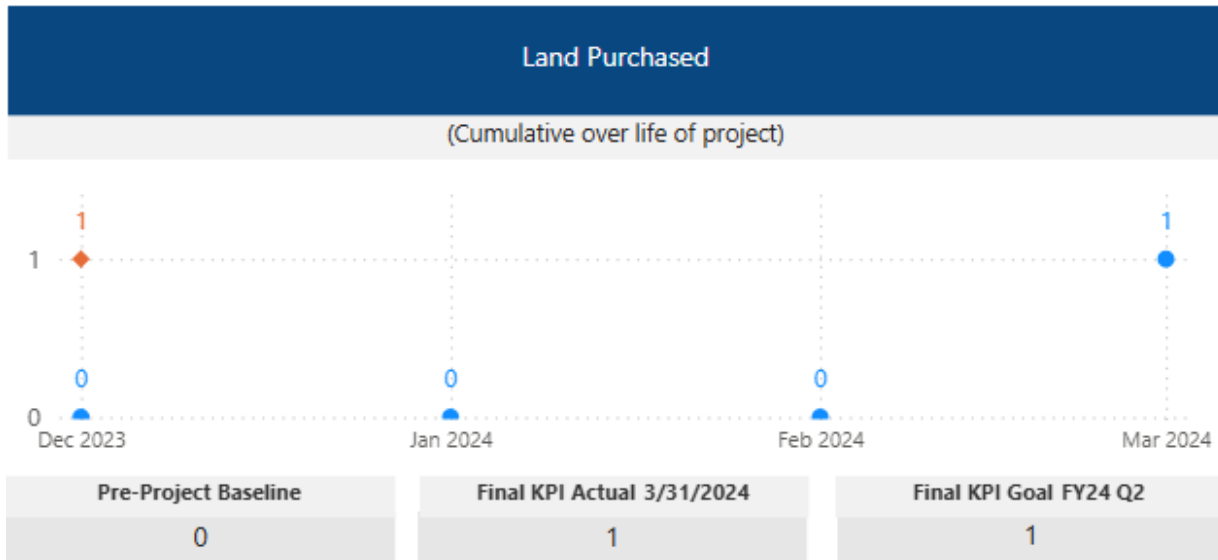 Land Purchased
(Cumulative over life of project)
1 1
1
0 0 0
0
Dec 2023 Jan 2024 Feb 2024 Mar 2024
Pre-Project Baseline Final KPI Actual 3/31/2024 Final KPI Goal FY24 Q2
0 1 1